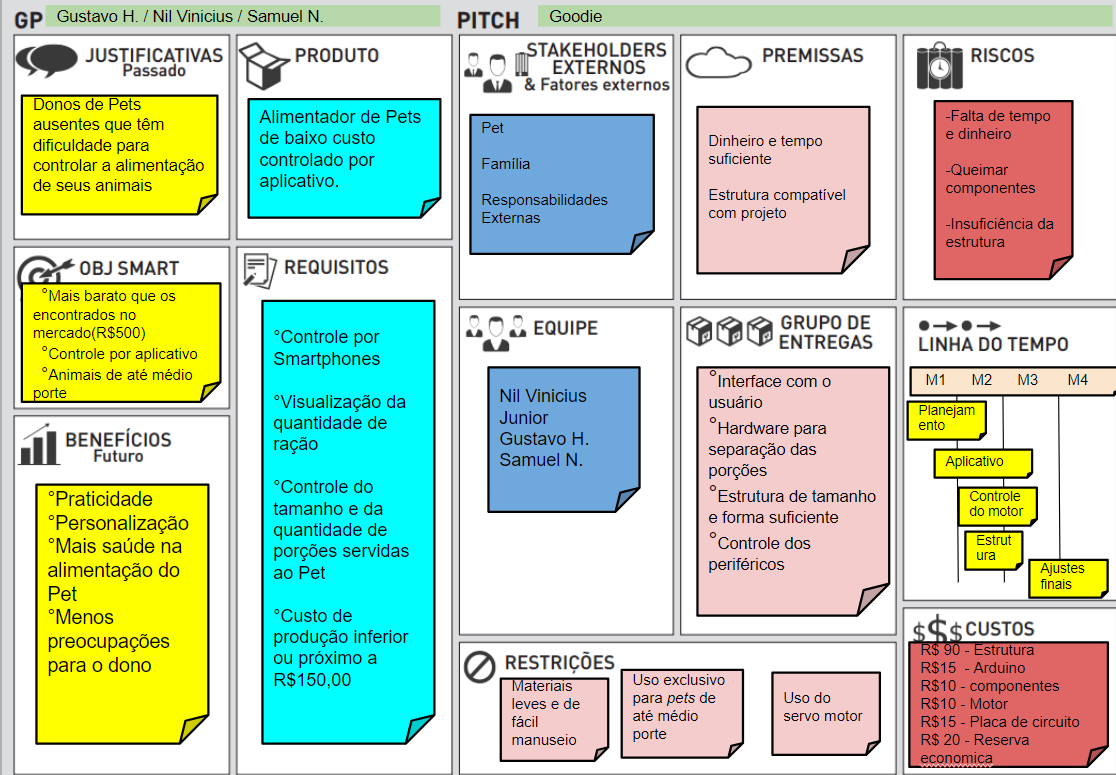 GP Gustavo H. / Nil Vinicius / Samuel N.
PITCH Goodie
JUSTIFICATIVAS
Passado
Donos de Pets
ausentes que têm
dificuldade para
controlar a alimentação
de seus animais
PRODUTO
Alimentador de Pets
de baixo custo
controlado por
aplicativo.
STAKEHOLDERS
EXTERNOS
& Fatores externos
Pet
Família
Responsabilidades
Externas
PREMISSAS
Dinheiro e tempo
suficiente
Estrutura compatível
com projeto
RISCOS
-Falta de tempo
e dinheiro
-Queimar
componentes
-Insuficiência da
estrutura
OBJ SMART
°Mais barato que os
encontrados no
mercado(R$500)
°Controle por aplicativo
°Animais de até médio
porte
REQUISITOS
°Controle por
Smartphones
°Visualização da
quantidade de
ração
°Controle do
tamanho e da
quantidade de
porções servidas
ao Pet
°Custo de
produção inferior
ou próximo a
R$150,00
EQUIPE
Nil Vinicius
Junior
Gustavo H.
Samuel N.
GRUPO DE
ENTREGAS
°Interface com o
usuário
°Hardware para
separação das
porções
°Estrutura de tamanho
e forma suficiente
°Controle dos
periféricos
LINHA DO TEMPO
M1 M2 M3 M4
Planejam
ento
Aplicativo
Controle
do motor
Estrut
ura
Ajustes
finais
BENEFÍCIOS
Futuro
°Praticidade
°Personalização
°Mais saúde na
alimentação do
Pet
°Menos
preocupações
para o dono
RESTRIÇÕES
Materiais
leves e de
fácil
manuseio
Uso exclusivo
para pets de
até médio
porte
Uso do
servo motor
$$$ CUSTOS
R$ 90 - Estrutura
R$15 - Arduino
R$10 - componentes
R$10 - Motor
R$15 - Placa de circuito
R$ 20 - Reserva
economica